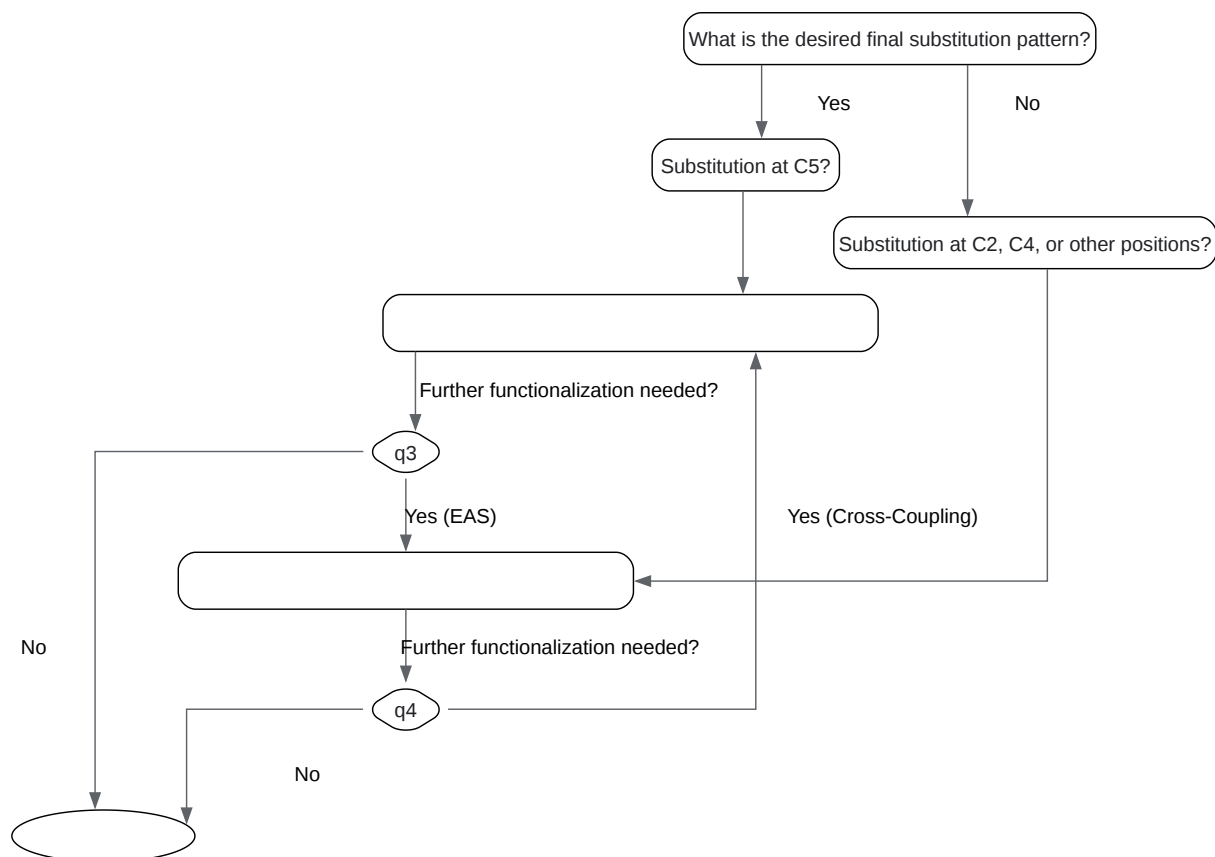 What is the desired final substitution pattern?
Yes
No
Substitution at C5?
Substitution at C2, C4, or other positions?
Further functionalization needed?
q3
Yes (EAS)
Yes (Cross-Coupling)
No
Further functionalization needed?
q4
No